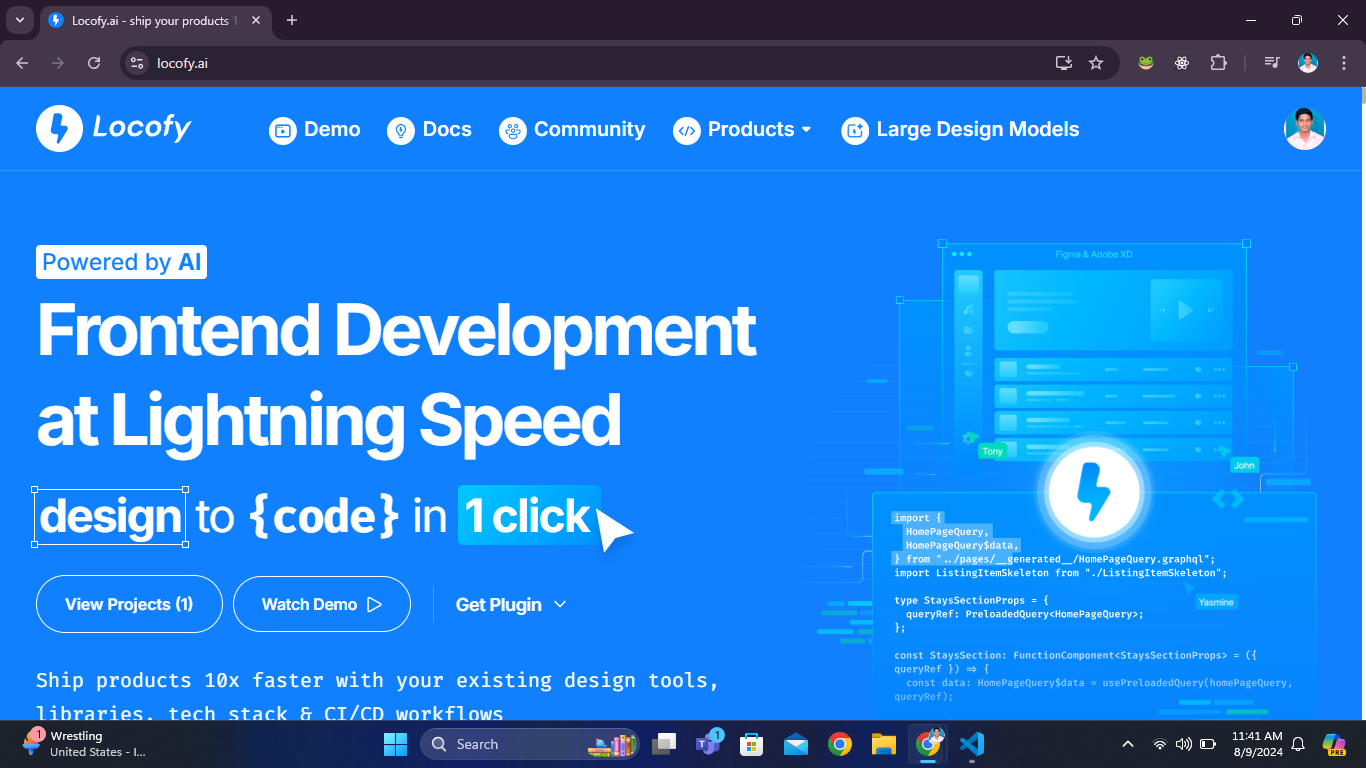 Locofy.ai - ship your products 1
locofy.ai
Locofy
Demo
Docs
Community
Products
Large Design Models
Powered by AI
Frontend Development
at Lightning Speed
design to {code} in 1 click
View Projects (1)
Watch Demo
Get Plugin
Ship products 10x faster with your existing design tools,
libraries, tech stack & CI/CD workflows
Figma & Adobe XD
Tony
John
import {
HomePageQuery,
HomePageQuery$data,
} from "../pages/__generated__/HomePageQuery.graphql";
import ListingItemSkeleton from "./ListingItemSkeleton";
Yasmine
type StaysSectionProps = {
queryRef: PreloadedQuery<HomePageQuery>;
};
const StaysSection: FunctionComponent<StaysSectionProps> = ({
queryRef }) => {
const data: HomePageQuery$data = usePreloadedQuery(homePageQuery,
queryRef);
1
Wrestling
United States - I...
Search
1
PRE
11:41 AM
8/9/2024